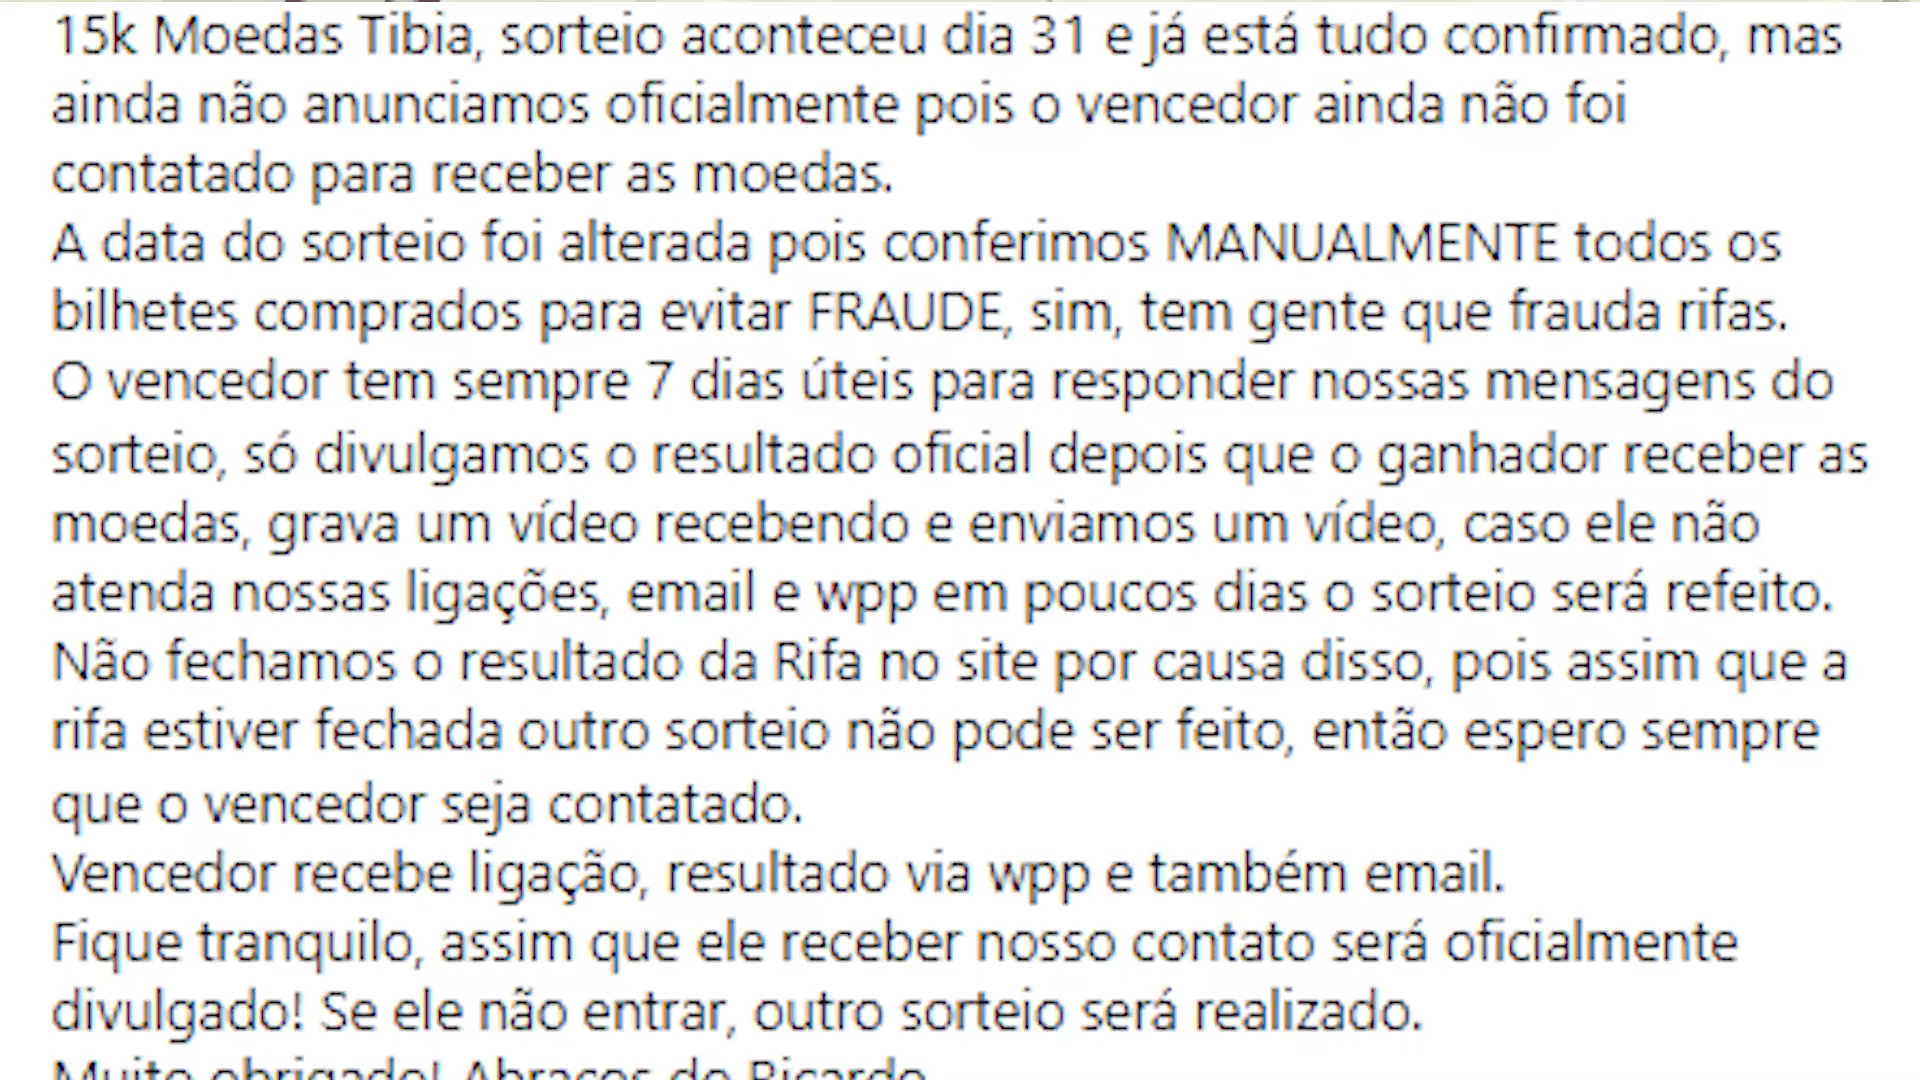 15k Moedas Tibia, sorteio aconteceu dia 31 e já está tudo confirmado, mas
ainda não anunciamos oficialmente pois o vencedor ainda não foi
contatado para receber as moedas.
A data do sorteio foi alterada pois conferimos MANUALMENTE todos os
bilhetes comprados para evitar FRAUDE, sim, tem gente que frauda rifas.
O vencedor tem sempre 7 dias úteis para responder nossas mensagens do
sorteio, só divulgamos o resultado oficial depois que o ganhador receber as
moedas, grava um vídeo recebendo e enviamos um vídeo, caso ele não
atenda nossas ligações, email e wpp em poucos dias o sorteio será refeito.
Não fechamos o resultado da Rifa no site por causa disso, pois assim que a
rifa estiver fechada outro sorteio não pode ser feito, então espero sempre
que o vencedor seja contatado.
Vencedor recebe ligação, resultado via wpp e também email.
Fique tranquilo, assim que ele receber nosso contato será oficialmente
divulgado! Se ele não entrar, outro sorteio será realizado.
Muito obrigado! Abraços do Ricardo